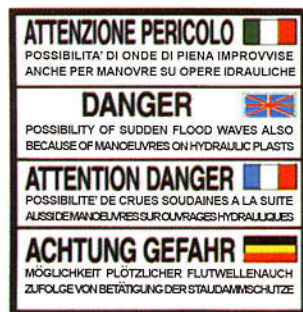 ATTENZIONE PERICOLO
POSSIBILITA' DI ONDE DI PIENA IMPROVVISE
ANCHE PER MANOVRE SU OPERE IDRAULICHE
DANGER
POSSIBILITY OF SUDDEN FLOOD WAVES ALSO
BECAUSE OF MANOEUVRES ON HYDRAULIC PLASTS
ATTENTION DANGER
POSSIBILITE' DE CRUES SOUDAINES A LA SUITE
AUSSI DE MANOEUVRES SUR OUVRAGES HYDRAULIQUES
ACHTUNG GEFAHR
MÖGLICHKEIT PLÖTZLICHER FLUTWELLENAUCH
ZUFOLGE VON BETÄTIGUNG DER STAUDAMMSCHUTZE